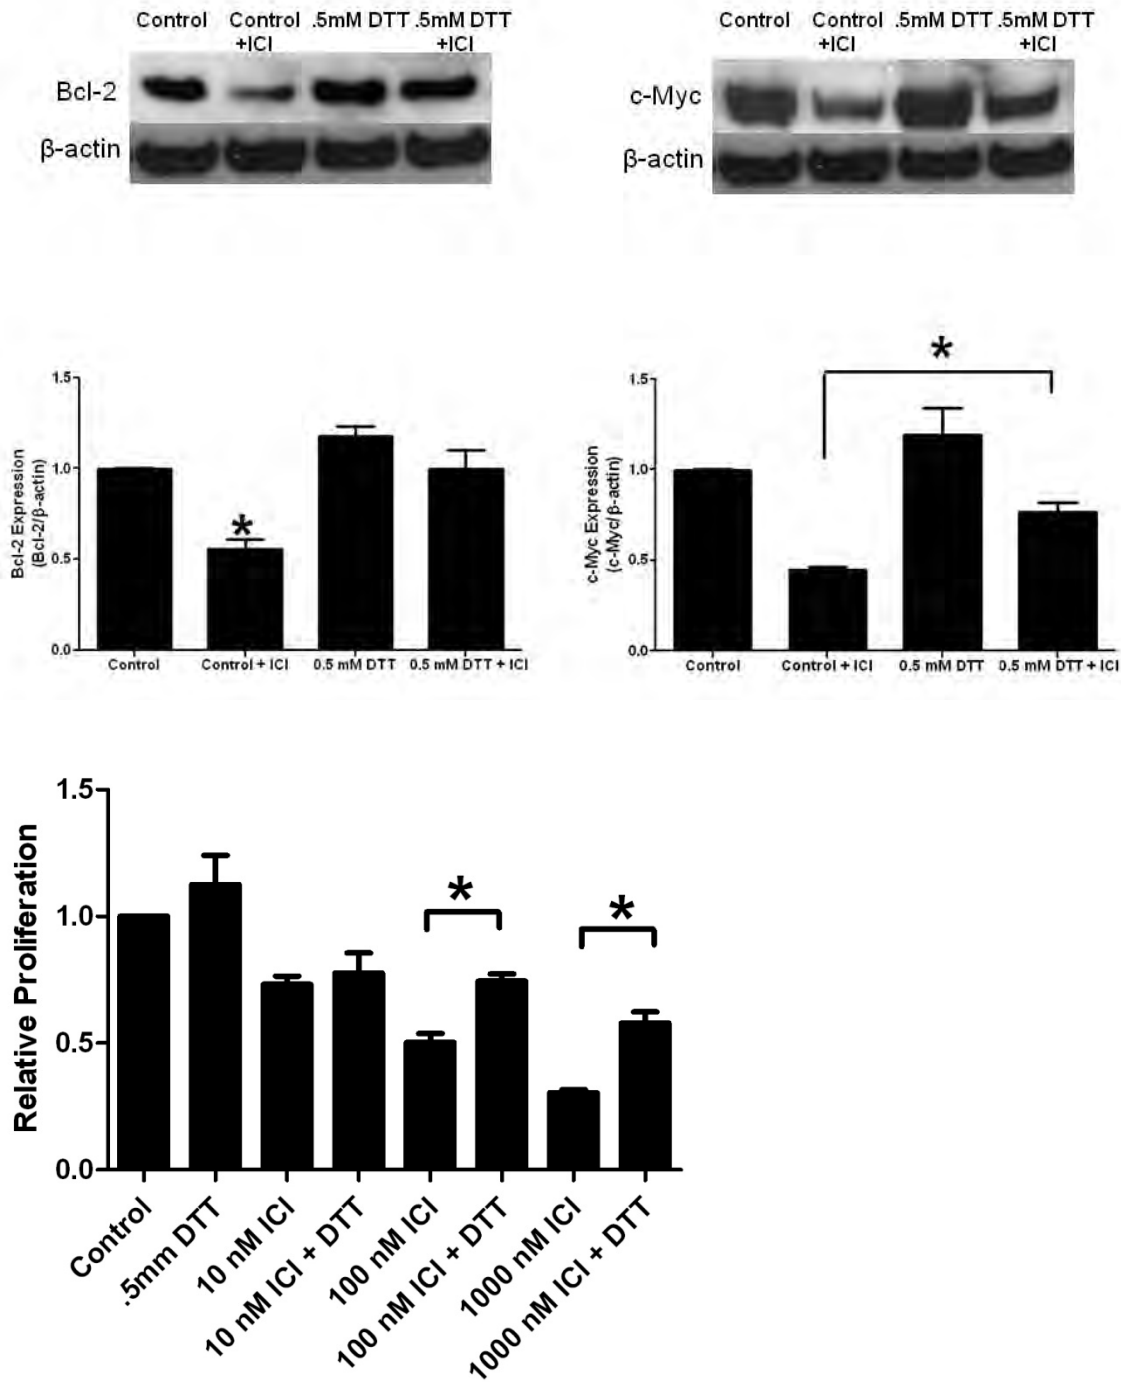 Control Control .5mM DTT .5mM DTT
+ICI +ICI
Bcl-2
β-actin
Control Control .5mM DTT .5mM DTT
+ICI +ICI
c-Myc
β-actin
1.5
1.0
0.5
0.0
Bcl-2 Expression
(Bcl-2/β-actin)
*
Control Control + ICI 0.5 mM DTT 0.5 mM DTT + ICI
1.5
1.0
0.5
0.0
c-Myc Expression
(c-Myc/β-actin)
*
Control Control + ICI 0.5 mM DTT 0.5 mM DTT + ICI
1.5
1.0
0.5
0.0
Relative Proliferation
*
*
Control
.5mm DTT
10 nM ICI
10 nM ICI + DTT
100 nM ICI
100 nM ICI + DTT
1000 nM ICI
1000 nM ICI + DTT